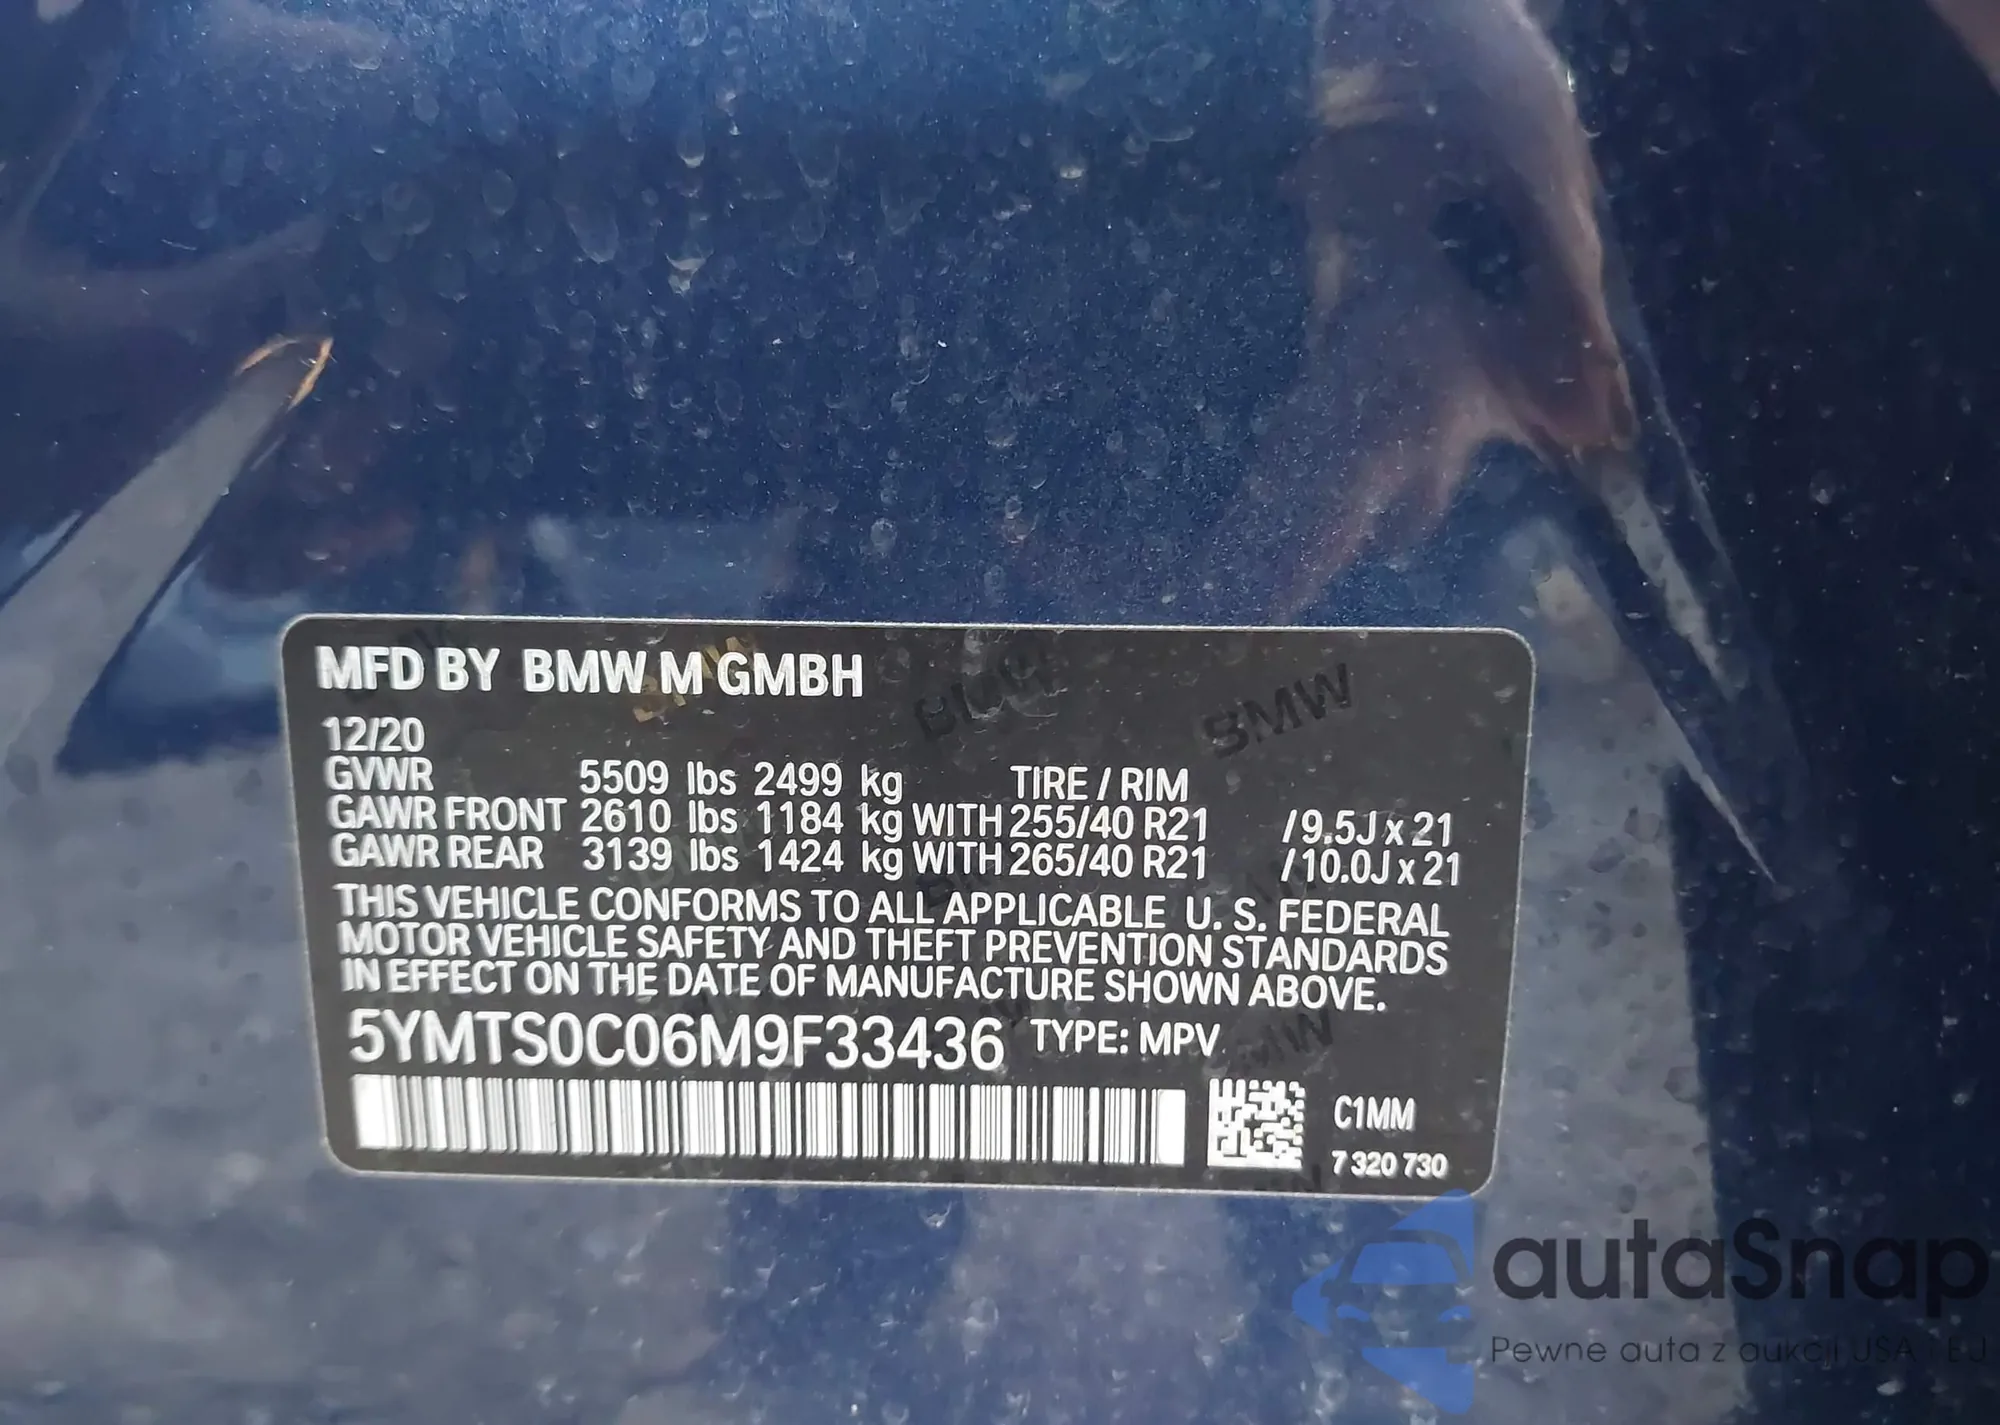 MFD BY BMW M GMBH
12/20
GVWR 5509 lbs 2499 kg TIRE / RIM
GAWR FRONT 2610 lbs 1184 kg WITH 255/40 R21 /9.5J x 21
GAWR REAR 3139 lbs 1424 kg WITH 265/40 R21 /10.0J x 21
THIS VEHICLE CONFORMS TO ALL APPLICABLE U. S. FEDERAL
MOTOR VEHICLE SAFETY AND THEFT PREVENTION STANDARDS
IN EFFECT ON THE DATE OF MANUFACTURE SHOWN ABOVE.
5YMTS0C06M9F33436 TYPE: MPV
C1MM
7 320 730
autaSnap
Pewne auta z aukcji USA i EU